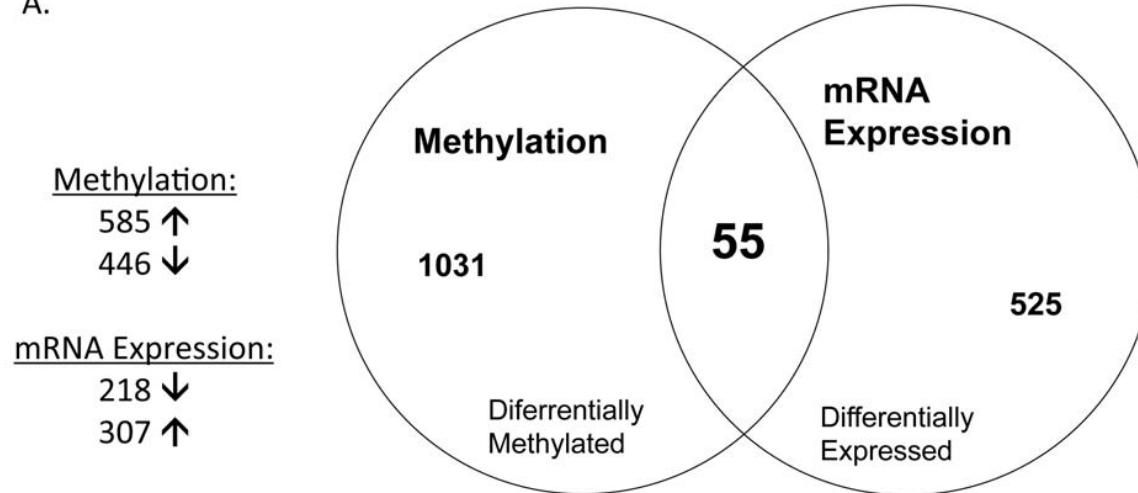 A.
Methylation:
585 ↑
446 ↓
mRNA Expression:
218 ↓
307 ↑
Methylation
1031
Diferrentially
Methylated
55
mRNA
Expression
525
Differentially
Expressed